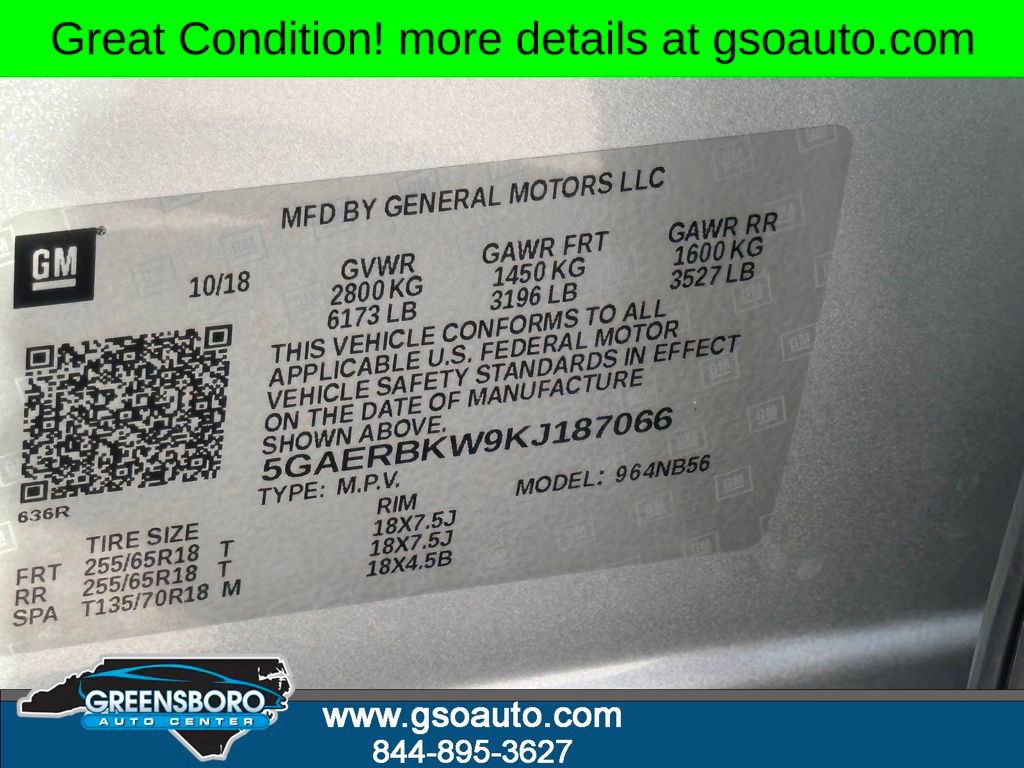 Great Condition! more details at gsoauto.com
MFD BY GENERAL MOTORS LLC
GM®
10/18
GVWR GAWR FRT GAWR RR
2800 KG 1450 KG 1600 KG
6173 LB 3196 LB 3527 LB
THIS VEHICLE CONFORMS TO ALL
APPLICABLE U.S. FEDERAL MOTOR
VEHICLE SAFETY STANDARDS IN EFFECT
ON THE DATE OF MANUFACTURE
SHOWN ABOVE.
5GAERBKW9KJ187066
TYPE: M.P.V. MODEL: 964NB56
636R
TIRE SIZE RIM
FRT 255/65R18 T 18X7.5J
RR 255/65R18 T 18X7.5J
SPA T135/70R18 M 18X4.5B
GREENSBORO
AUTO CENTER
www.gsoauto.com
844-895-3627